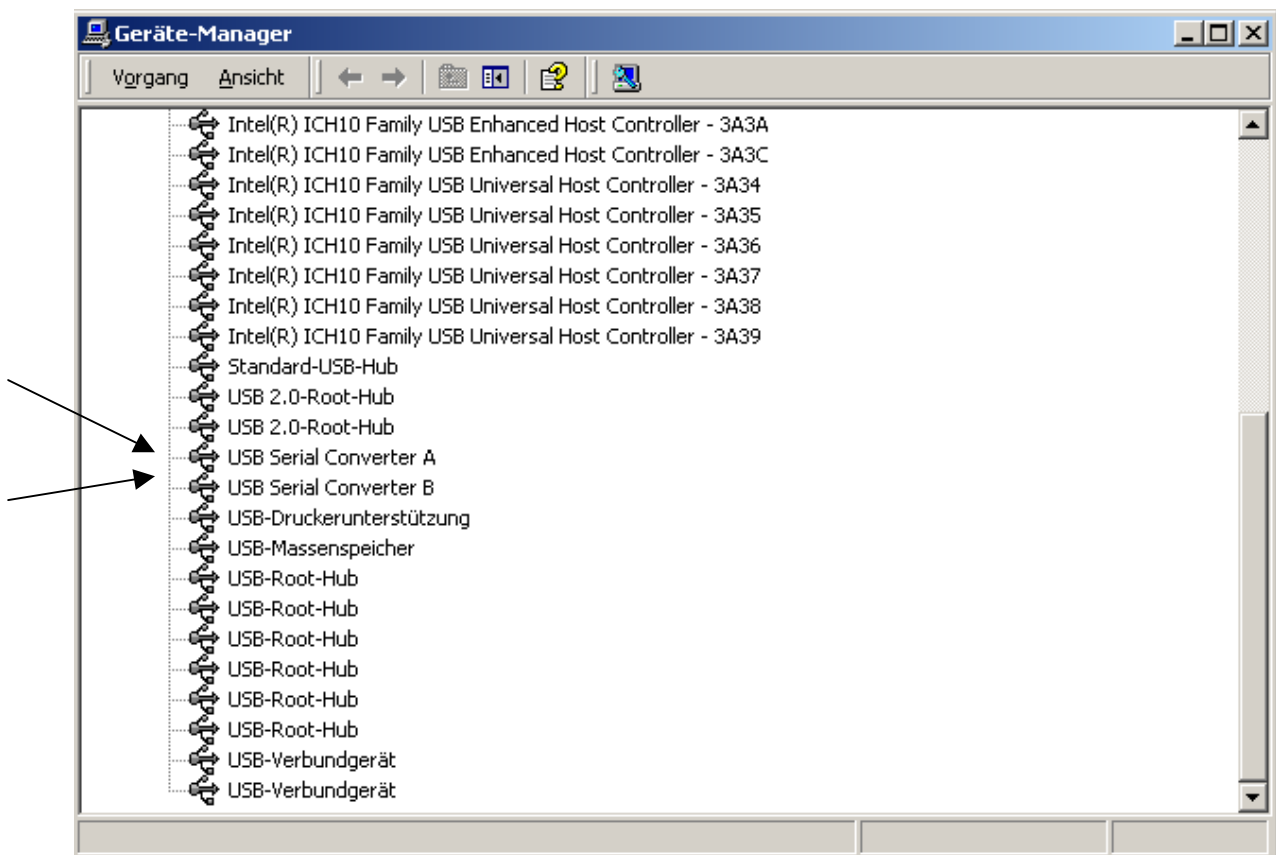 Geräte-Manager
Vorgang Ansicht
Intel(R) ICH10 Family USB Enhanced Host Controller - 3A3A
Intel(R) ICH10 Family USB Enhanced Host Controller - 3A3C
Intel(R) ICH10 Family USB Universal Host Controller - 3A34
Intel(R) ICH10 Family USB Universal Host Controller - 3A35
Intel(R) ICH10 Family USB Universal Host Controller - 3A36
Intel(R) ICH10 Family USB Universal Host Controller - 3A37
Intel(R) ICH10 Family USB Universal Host Controller - 3A38
Intel(R) ICH10 Family USB Universal Host Controller - 3A39
Standard-USB-Hub
USB 2.0-Root-Hub
USB 2.0-Root-Hub
USB Serial Converter A
USB Serial Converter B
USB-Druckerunterstützung
USB-Massenspeicher
USB-Root-Hub
USB-Root-Hub
USB-Root-Hub
USB-Root-Hub
USB-Root-Hub
USB-Root-Hub
USB-Verbundgerät
USB-Verbundgerät